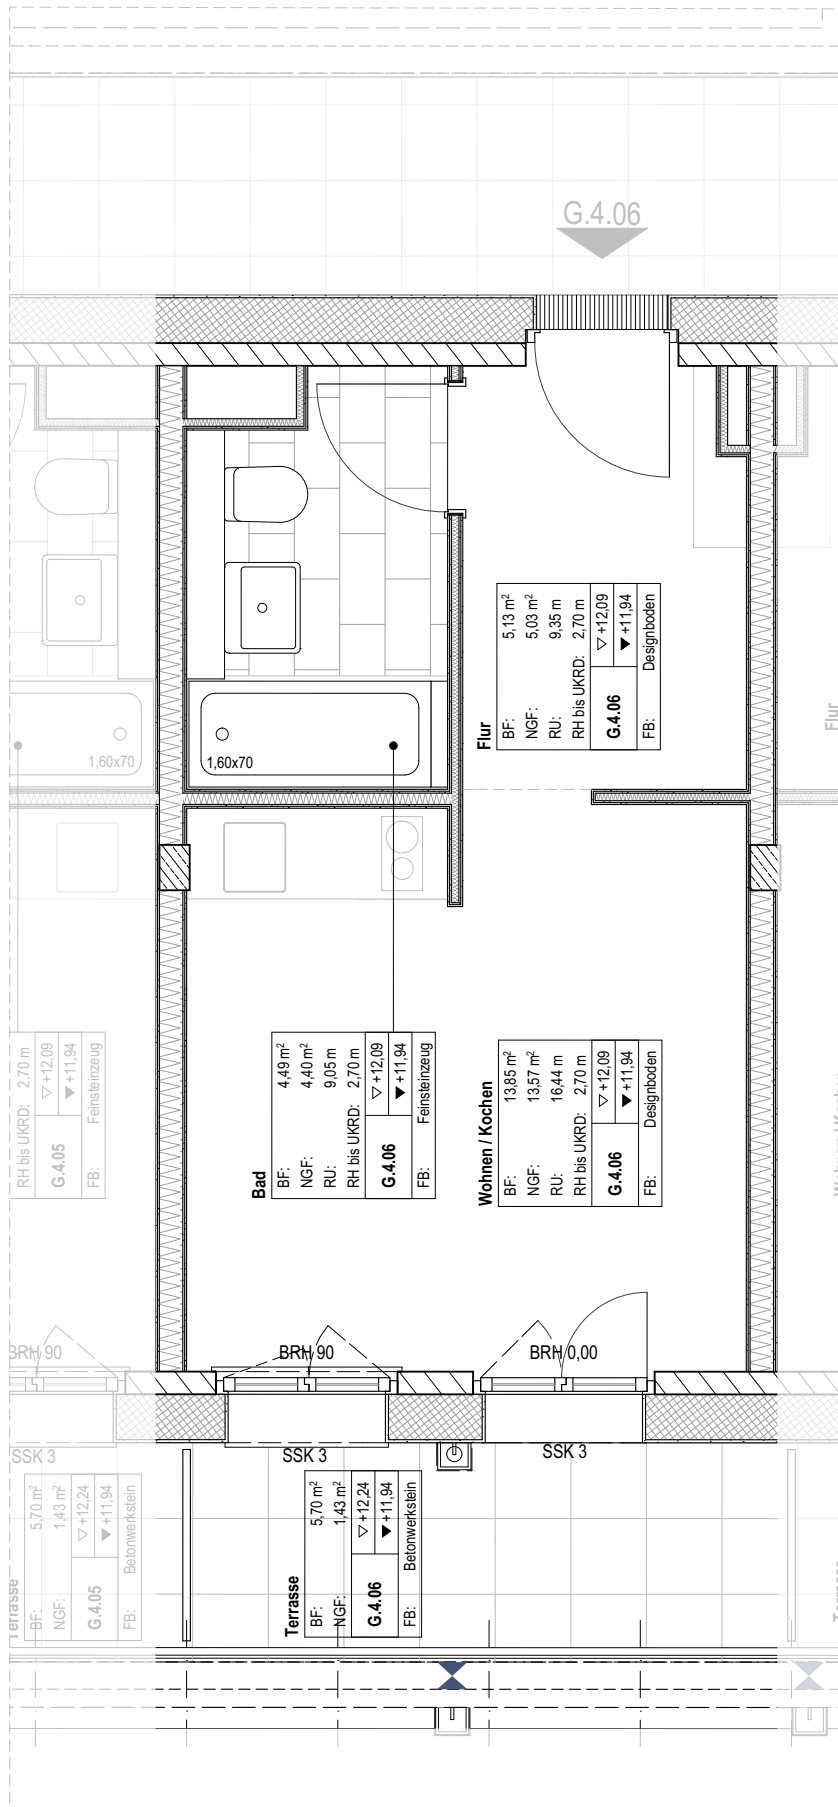 G.4.06
1,60x70
1,60x70
Flur
BF: 5,13 m²
NGF: 5,03 m²
RU: 9,35 m
RH bis UKRD: 2,70 m
G.4.06 ▽ +12,09
▼ +11,94
FB: Designboden
Flur
RH bis UKRD: 2,70 m
G.4.05 ▽ +12,09
▼ +11,94
FB: Feinsteinzeug
Bad
BF: 4,49 m²
NGF: 4,40 m²
RU: 9,05 m
RH bis UKRD: 2,70 m
G.4.06 ▽ +12,09
▼ +11,94
FB: Feinsteinzeug
Wohnen / Kochen
BF: 13,85 m²
NGF: 13,57 m²
RU: 16,44 m
RH bis UKRD: 2,70 m
G.4.06 ▽ +12,09
▼ +11,94
FB: Designboden
BRH 90
BRH 90
BRH 0,00
SSK 3
SSK 3
SSK 3
Terrasse
BF: 5,70 m²
NGF: 1,43 m²
G.4.05 ▽ +12,24
▼ +11,94
FB: Betonwerkstein
Terrasse
BF: 5,70 m²
NGF: 1,43 m²
G.4.06 ▽ +12,24
▼ +11,94
FB: Betonwerkstein